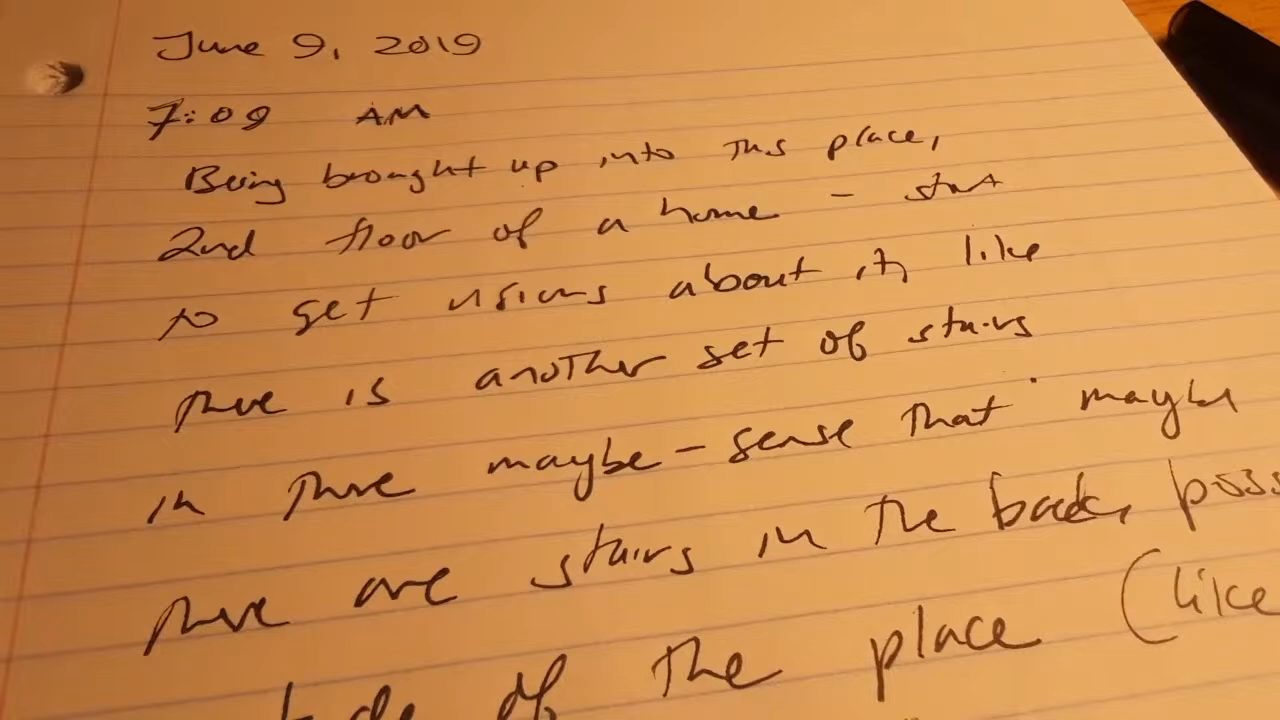 June 9, 2019
7:09 AM
Being brought up into this place,
2nd floor of a home - start
to get visions about it, like
there is another set of stairs
in there maybe - sense that maybe
there are stairs in the back, poss
of the place (like